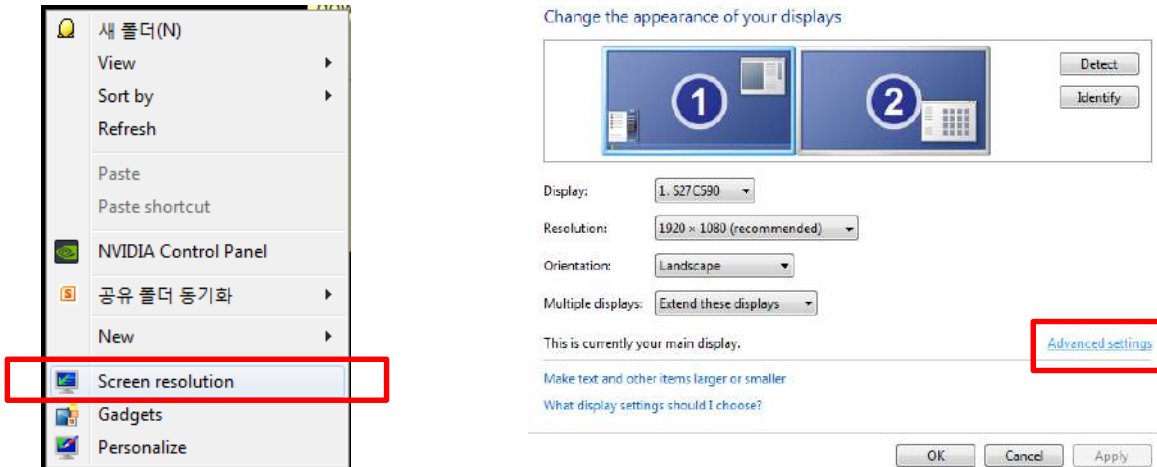 새 폴더(N)
View
Sort by
Refresh
Paste
Paste shortcut
NVIDIA Control Panel
공유 폴더 동기화
New
Screen resolution
Gadgets
Personalize
Change the appearance of your displays
1
2
Detect
Identify
Display: 1. S27C590
Resolution: 1920 × 1080 (recommended)
Orientation: Landscape
Multiple displays: Extend these displays
This is currently your main display.
Advanced settings
Make text and other items larger or smaller
What display settings should I choose?
OK Cancel Apply